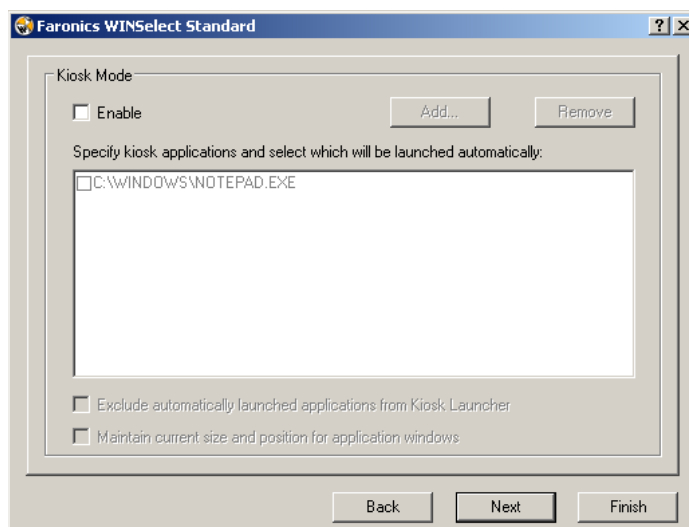 Faronics WINSelect Standard
Kiosk Mode
Enable
Add...
Remove
Specify kiosk applications and select which will be launched automatically:
C:\WINDOWS\NOTEPAD.EXE
Exclude automatically launched applications from Kiosk Launcher
Maintain current size and position for application windows
Back
Next
Finish